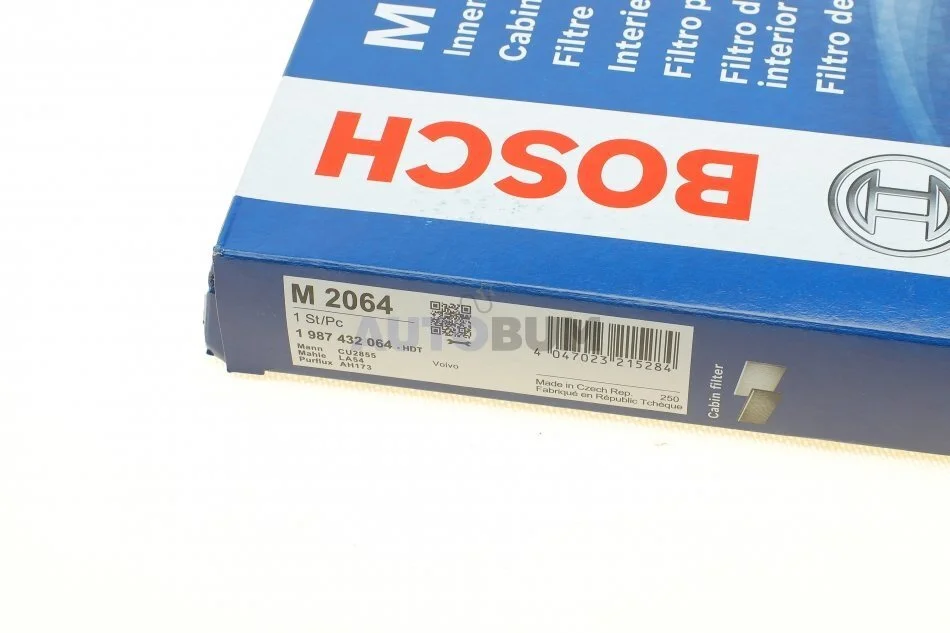 M
Inner
Cabin
Filtre
Interie
Filtro p
Filtro d
interior
Filtro de
BOSCH
M 2064
1 St/Pc
1 987 432 064 . HDT
Mann CU2855
Mahle LA54
Purflux AH173
Volvo
4 047023 215284
Made in Czech Rep. 250
Fabriqué en République Tchèque
Cabin filter
AUTOBUM